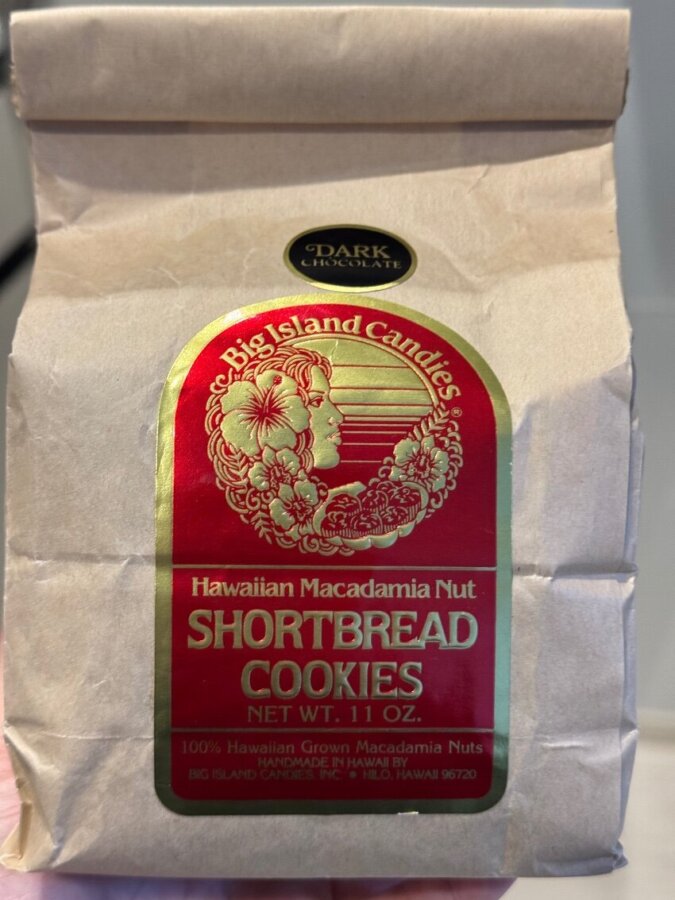 DARK
CHOCOLATE
Big Island Candies®
Hawaiian Macadamia Nut
SHORTBREAD
COOKIES
NET WT. 11 OZ.
100% Hawaiian Grown Macadamia Nuts
HANDMADE IN HAWAII BY
BIG ISLAND CANDIES, INC. • HILO, HAWAII 96720